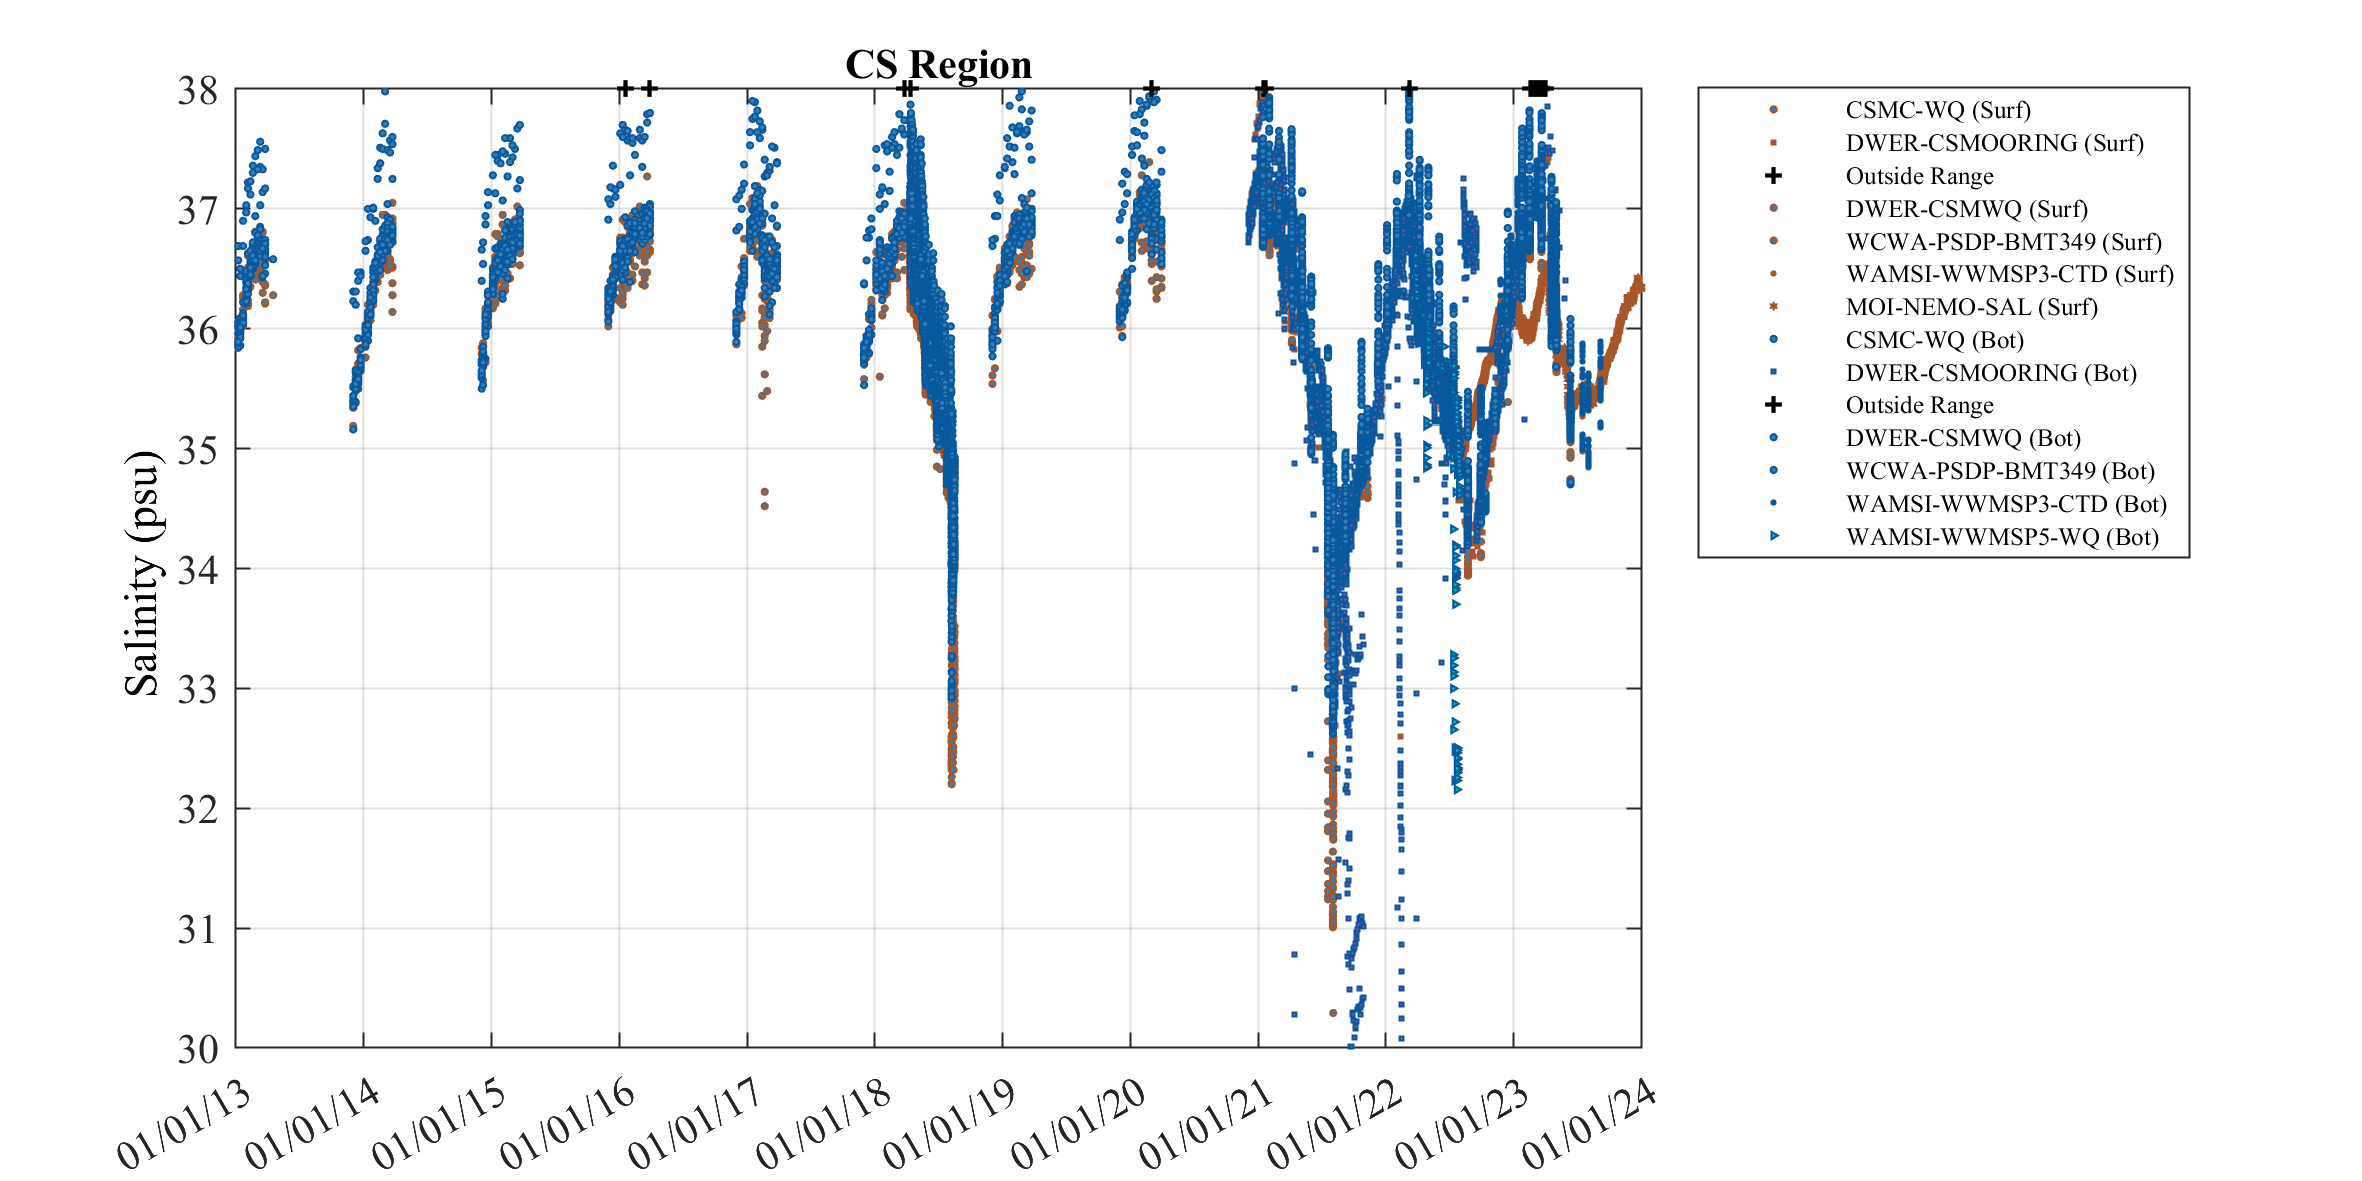 CS Region
38
37
36
35
34
33
32
31
30
Salinity (psu)
01/01/13
01/01/14
01/01/15
01/01/16
01/01/17
01/01/18
01/01/19
01/01/20
01/01/21
01/01/22
01/01/23
01/01/24
CSMC-WQ (Surf)
DWER-CSMOORING (Surf)
Outside Range
DWER-CSMWQ (Surf)
WCWA-PSDP-BMT349 (Surf)
WAMSI-WWMSP3-CTD (Surf)
MOI-NEMO-SAL (Surf)
CSMC-WQ (Bot)
DWER-CSMOORING (Bot)
Outside Range
DWER-CSMWQ (Bot)
WCWA-PSDP-BMT349 (Bot)
WAMSI-WWMSP3-CTD (Bot)
WAMSI-WWMSP5-WQ (Bot)